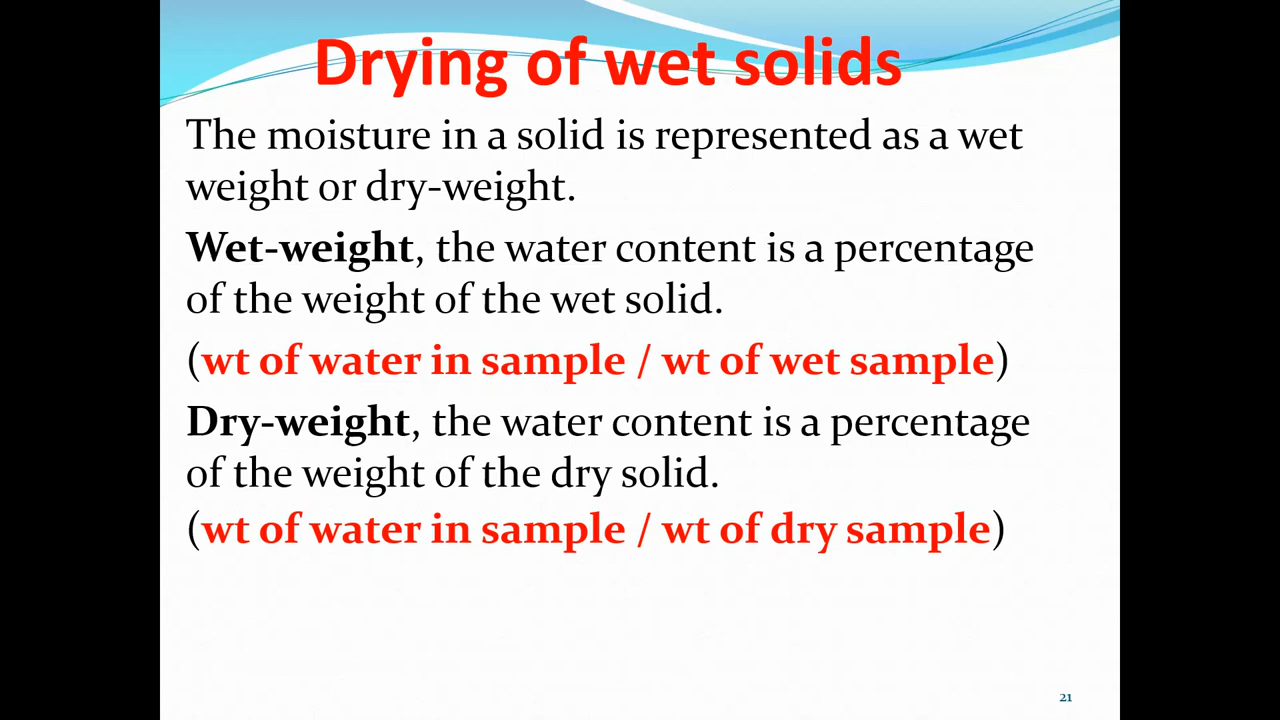 Drying of wet solids
The moisture in a solid is represented as a wet
weight or dry-weight.
Wet-weight, the water content is a percentage
of the weight of the wet solid.
(wt of water in sample / wt of wet sample)
Dry-weight, the water content is a percentage
of the weight of the dry solid.
(wt of water in sample / wt of dry sample)
21